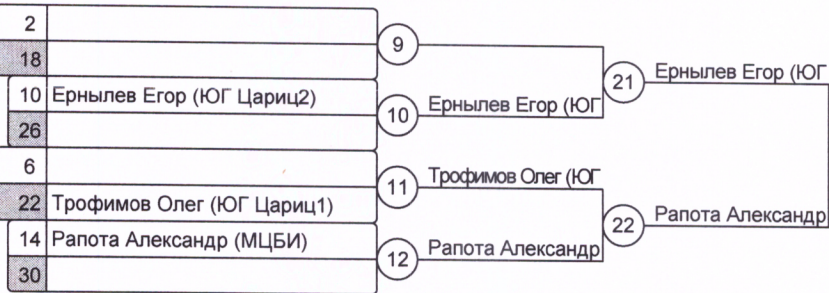 2
18
9
10 Ернылев Егор (ЮГ Цариц2)
26
10
Ернылев Егор (ЮГ
21
Ернылев Егор (ЮГ
6
22 Трофимов Олег (ЮГ Цариц1)
11
Трофимов Олег (ЮГ
14 Рапота Александр (МЦБИ)
30
12
Рапота Александр
22
Рапота Александр